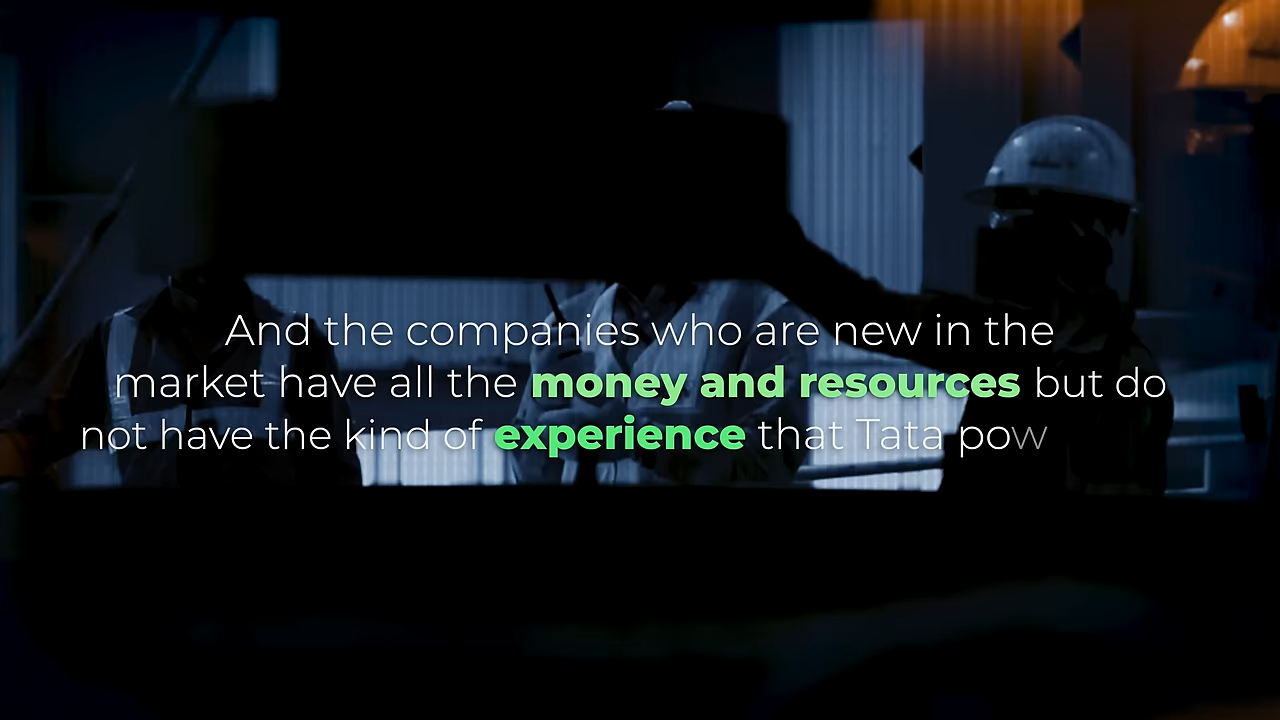 And the companies who are new in the
market have all the money and resources but do
not have the kind of experience that Tata pow